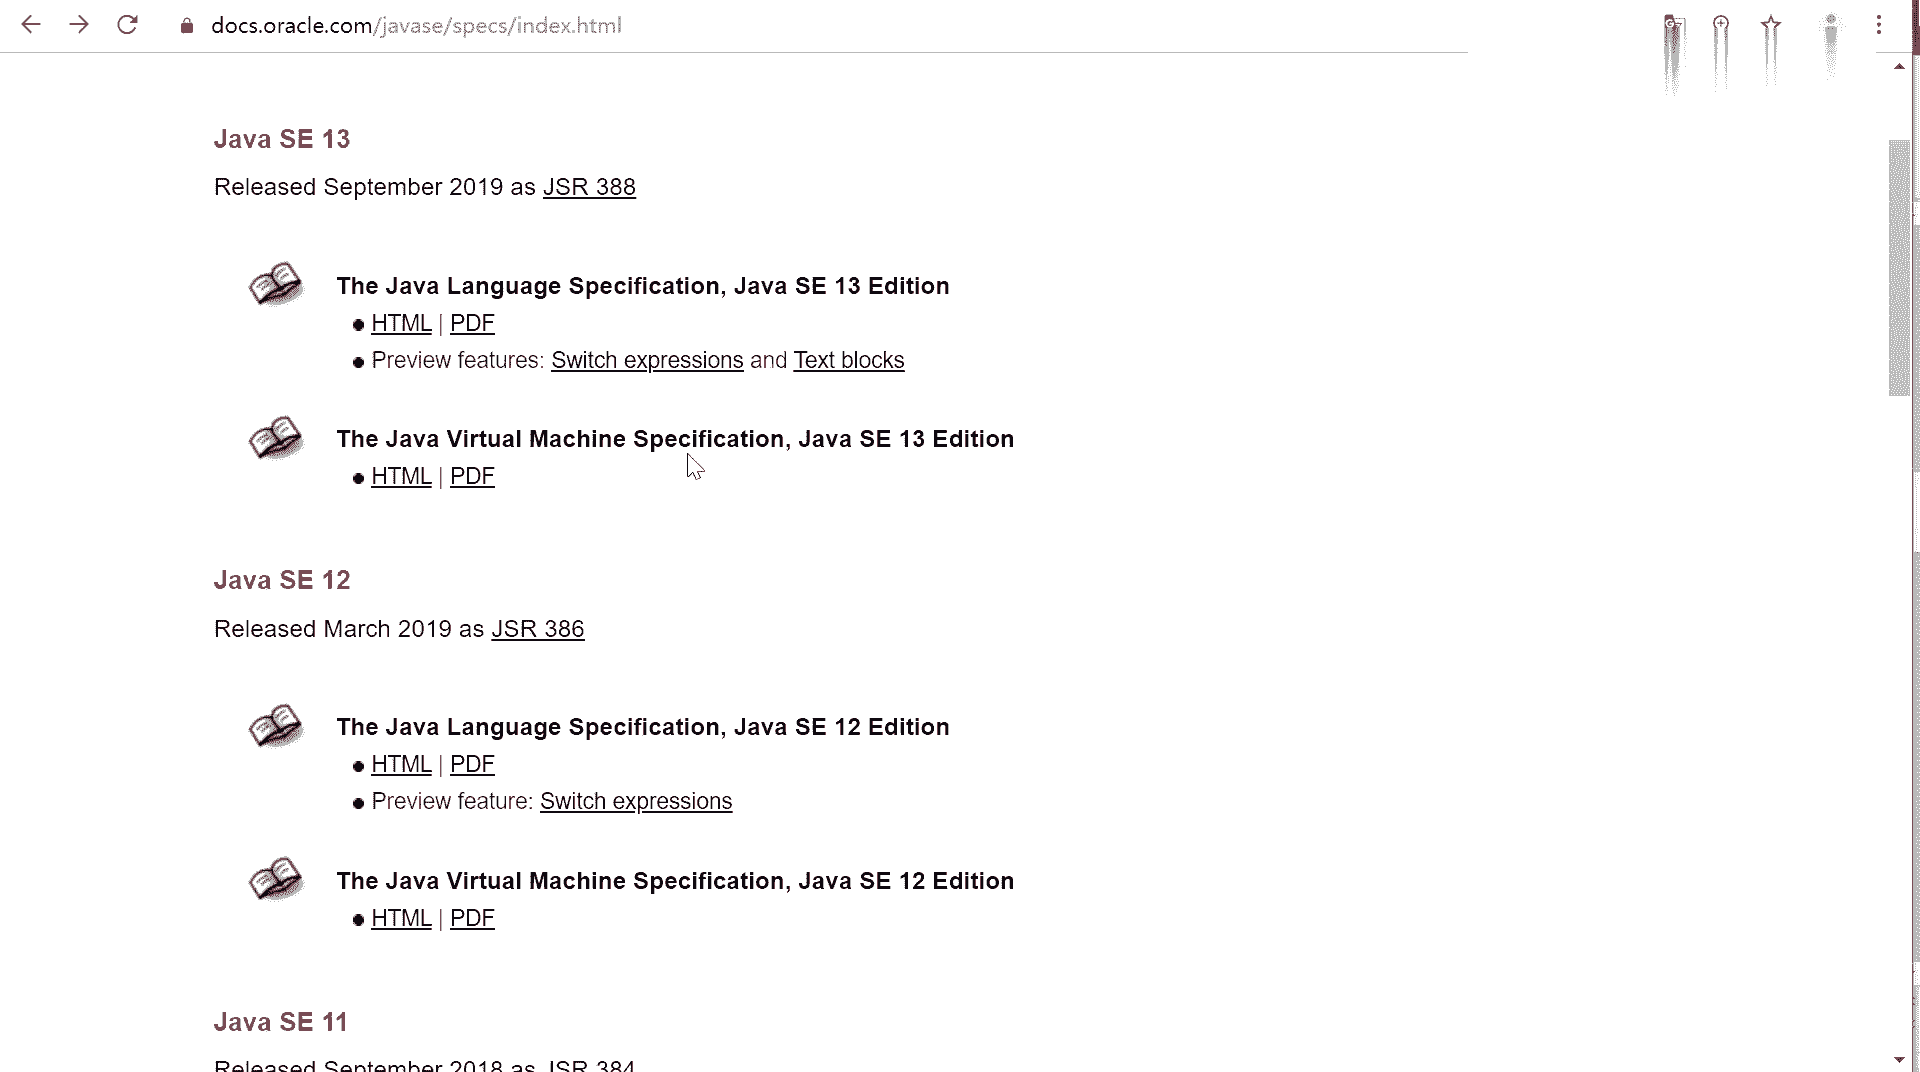 docs.oracle.com/javase/specs/index.html
Java SE 13
Released September 2019 as JSR 388
The Java Language Specification, Java SE 13 Edition
HTML | PDF
Preview features: Switch expressions and Text blocks
The Java Virtual Machine Specification, Java SE 13 Edition
HTML | PDF
Java SE 12
Released March 2019 as JSR 386
The Java Language Specification, Java SE 12 Edition
HTML | PDF
Preview feature: Switch expressions
The Java Virtual Machine Specification, Java SE 12 Edition
HTML | PDF
Java SE 11
Released September 2018 as JSR 384